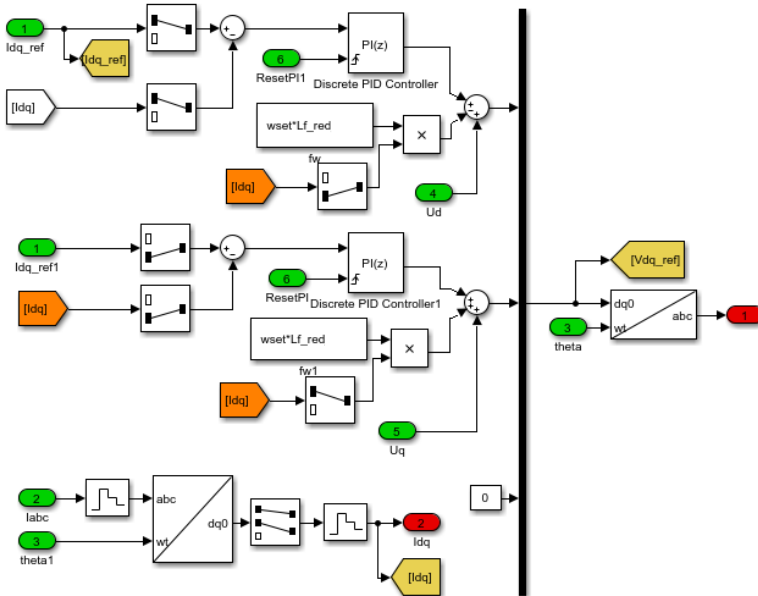 1
Idq_ref
[Idq_ref]
+
−
6
ResetPI1
PI(z)
Discrete PID Controller
[Idq]
wset*Lf_red
fw
×
+
−
+
[Idq]
4
Ud
1
Idq_ref1
+
−
6
ResetPI
PI(z)
Discrete PID Controller1
[Idq]
wset*Lf_red
fw1
×
+
+
+
[Idq]
5
Uq
[Vdq_ref]
dq0
wt
abc
3
theta
1
2
Iabc
3
theta1
abc
wt
dq0
2
Idq
[Idq]
0